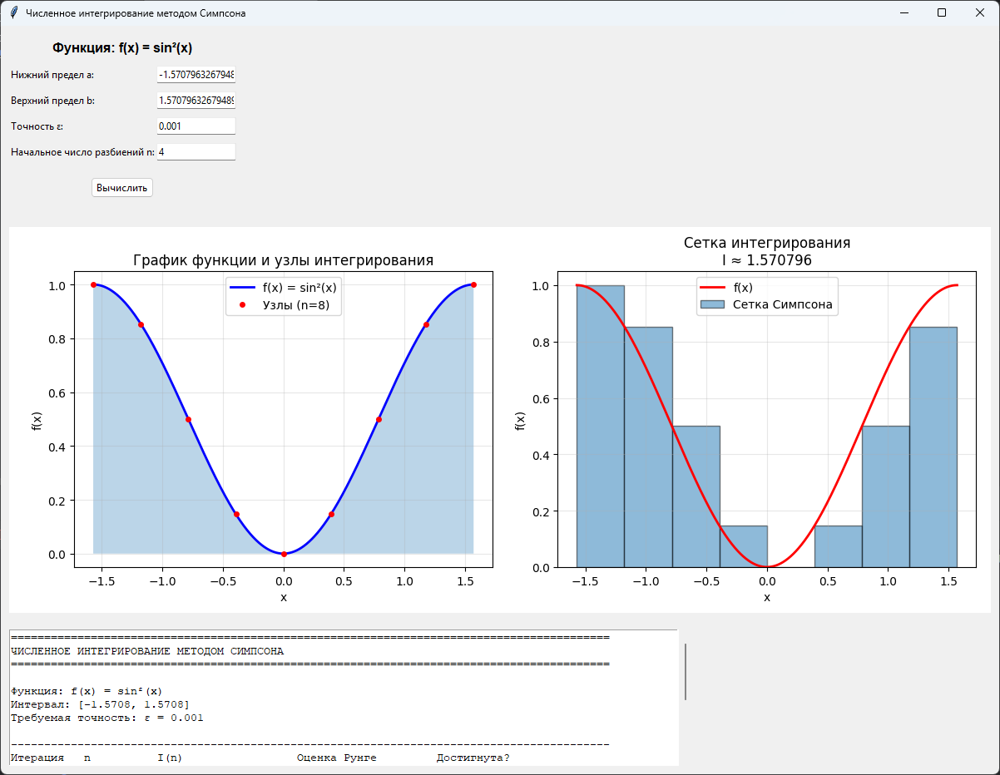 Численное интегрирование методом Симпсона
Функция: f(x) = sin²(x)
Нижний предел a: -1.5707963267948
Верхний предел b: 1.5707963267948
Точность ε: 0.001
Начальное число разбиений n: 4
Вычислить
График функции и узлы интегрирования
f(x) = sin²(x)
Узлы (n=8)
1.0
0.8
0.6
0.4
0.2
0.0
f(x)
−1.5 −1.0 −0.5 0.0 0.5 1.0 1.5
x
Сетка интегрирования
I ≈ 1.570796
f(x)
Сетка Симпсона
1.0
0.8
0.6
0.4
0.2
0.0
f(x)
−1.5 −1.0 −0.5 0.0 0.5 1.0 1.5
x
==========================================================================================
ЧИСЛЕННОЕ ИНТЕГРИРОВАНИЕ МЕТОДОМ СИМПСОНА
==========================================================================================
Функция: f(x) = sin²(x)
Интервал: [-1.5708, 1.5708]
Требуемая точность: ε = 0.001
------------------------------------------------------------------------------------------
Итерация n I(n) Оценка Рунге Достигнута?